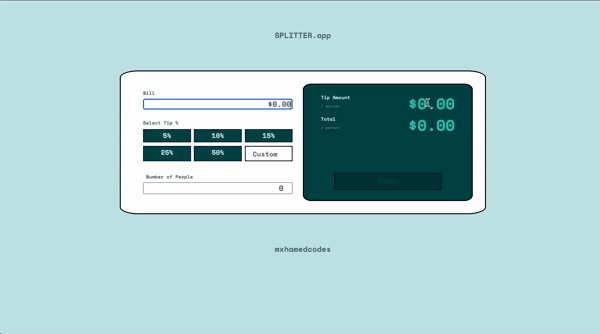 SPLITTER.app
Bill
$0.00
Select Tip %
5%
10%
15%
25%
50%
Custom
Number of People
0
Tip Amount
/ person
$0.00
Total
/ person
$0.00
RESET
mxhamedcodes